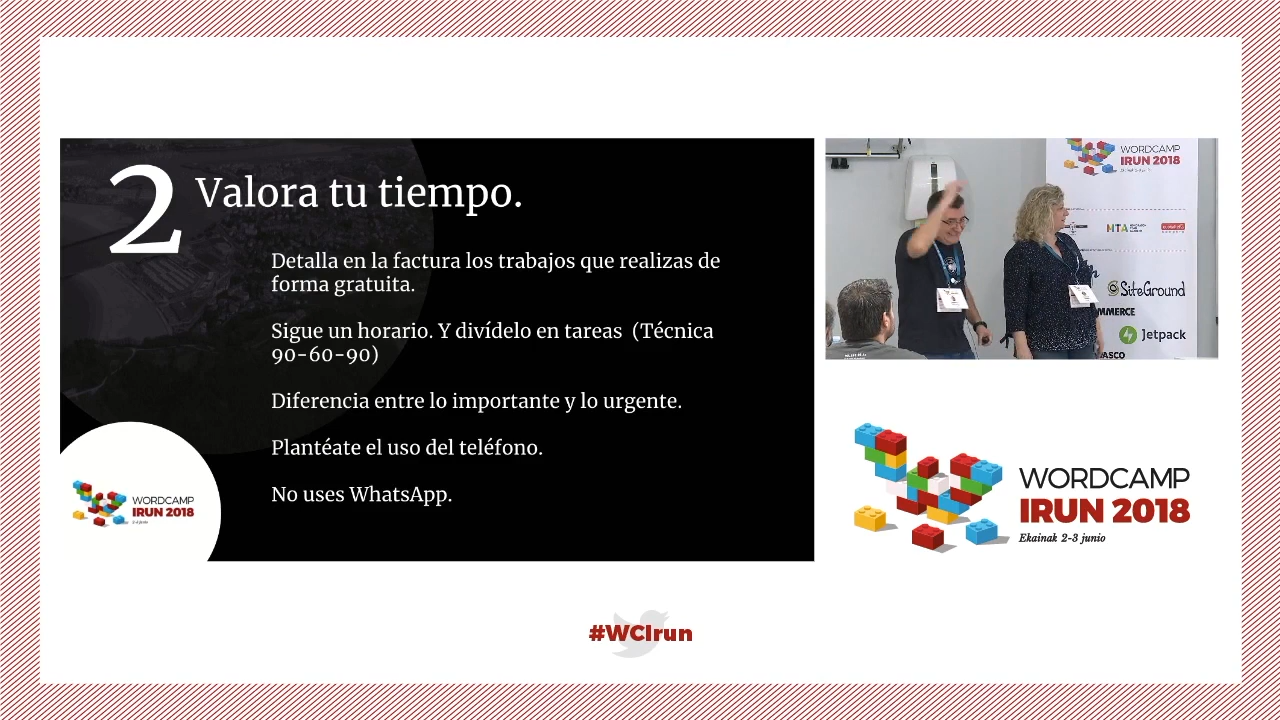 2
Valora tu tiempo.
Detalla en la factura los trabajos que realizas de
forma gratuita.
Sigue un horario. Y divídelo en tareas (Técnica
90-60-90)
Diferencia entre lo importante y lo urgente.
Plantéate el uso del teléfono.
No uses WhatsApp.
WORDCAMP
IRUN 2018
WORDCAMP
IRUN 2018
MTA
SiteGround
MMERCE
Jetpack
WORDCAMP
IRUN 2018
Ekainak 2-3 junio
#WCIrun